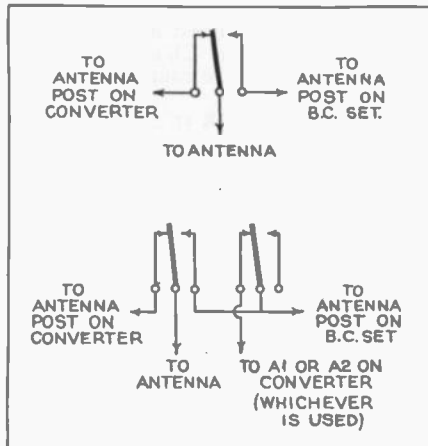 TO
ANTENNA
POST ON
CONVERTER
TO
ANTENNA
POST ON
B.C. SET.
TO ANTENNA
TO
ANTENNA
POST ON
CONVERTER
TO
ANTENNA
TO A1 OR A2 ON
CONVERTER
(WHICHEVER
IS USED)
TO
ANTENNA
POST ON
B.C. SET